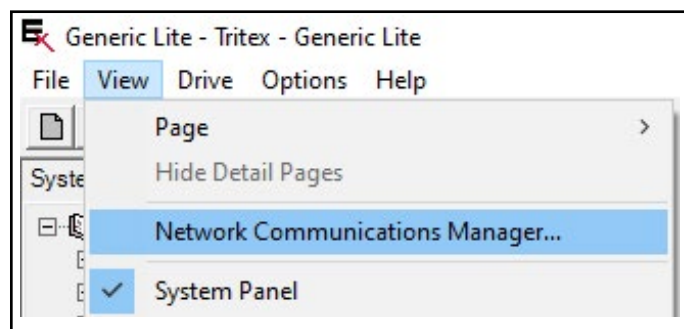 Generic Lite - Tritex - Generic Lite
File View Drive Options Help
Page
Syste Hide Detail Pages
Network Communications Manager...
System Panel